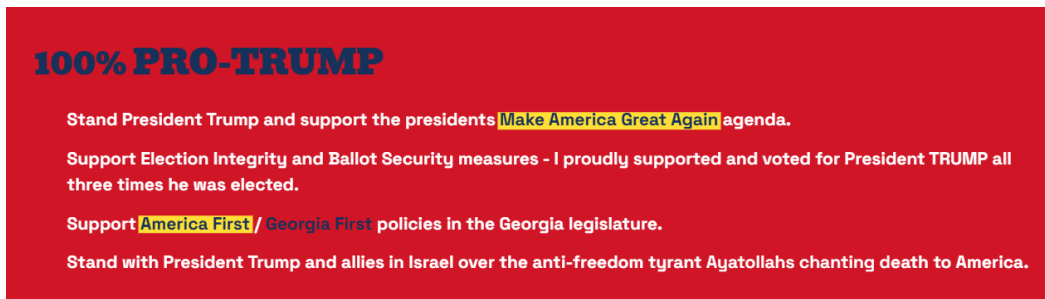 100% PRO-TRUMP
Stand President Trump and support the presidents Make America Great Again agenda.
Support Election Integrity and Ballot Security measures - I proudly supported and voted for President TRUMP all
three times he was elected.
Support America First / Georgia First policies in the Georgia legislature.
Stand with President Trump and allies in Israel over the anti-freedom tyrant Ayatollahs chanting death to America.